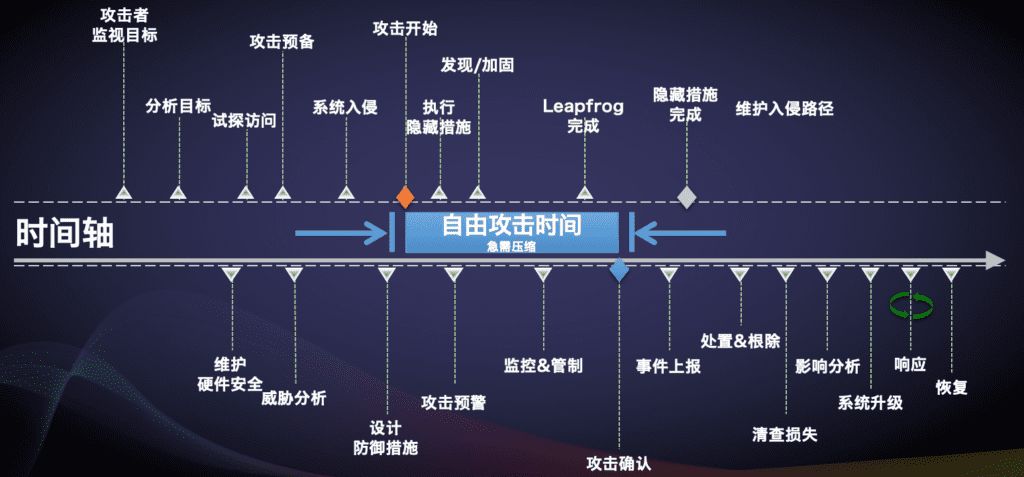 攻击者
监视目标
分析目标
试探访问
攻击预备
系统入侵
攻击开始
执行
隐藏措施
发现/加固
Leapfrog
完成
隐藏措施
完成
维护入侵路径
时间轴
自由攻击时间
急需压缩
维护
硬件安全
威胁分析
设计
防御措施
攻击预警
监控&管制
攻击确认
事件上报
处置&根除
清查损失
影响分析
系统升级
响应
恢复